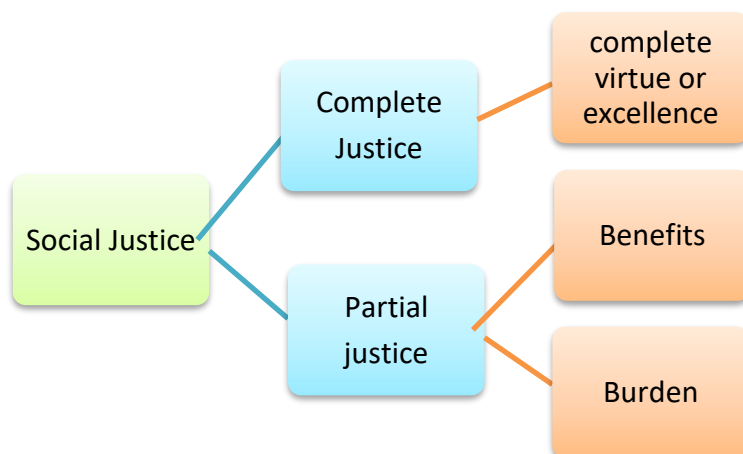 Social Justice
Complete
Justice
complete
virtue or
excellence
Partial
justice
Benefits
Burden